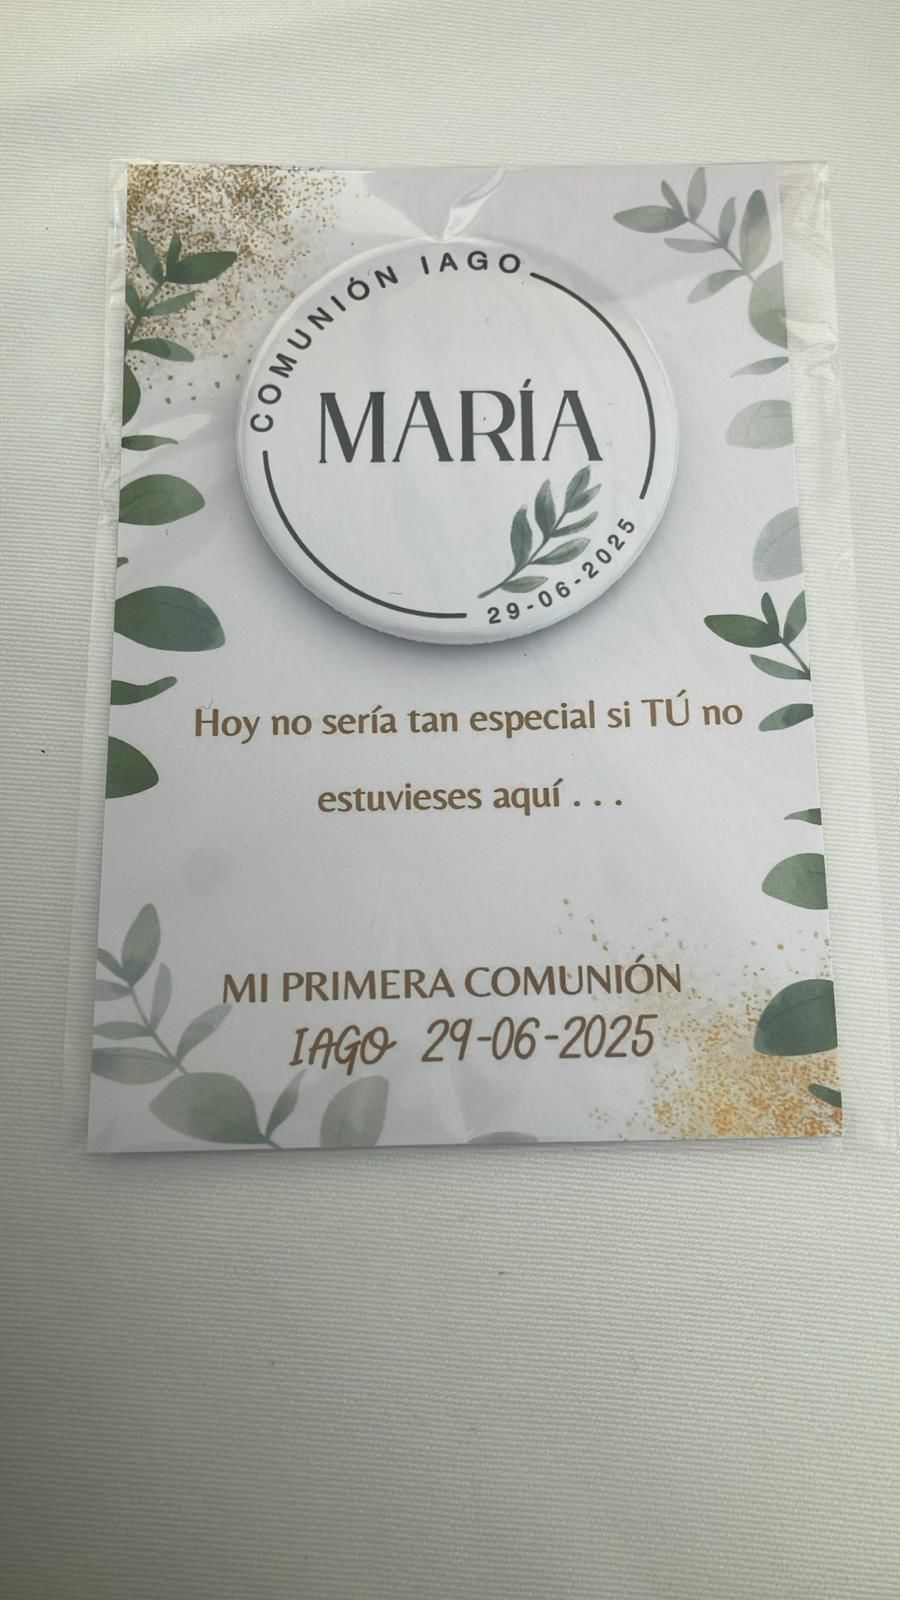 COMUNIÓN IAGO
MARÍA
29-06-2025
Hoy no sería tan especial si TÚ no
estuvieses aquí . . .
MI PRIMERA COMUNIÓN
IAGO 29-06-2025